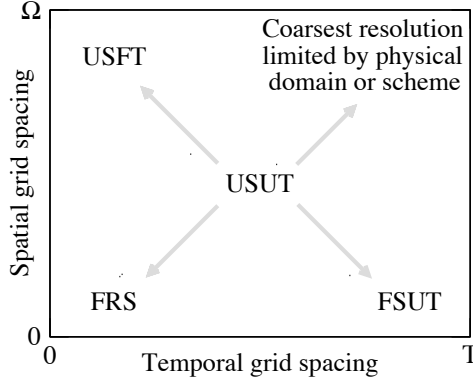 Ω
USFT
Coarsest resolution
limited by physical
domain or scheme
Spatial grid spacing
USUT
FRS
FSUT
0
0
Temporal grid spacing
T